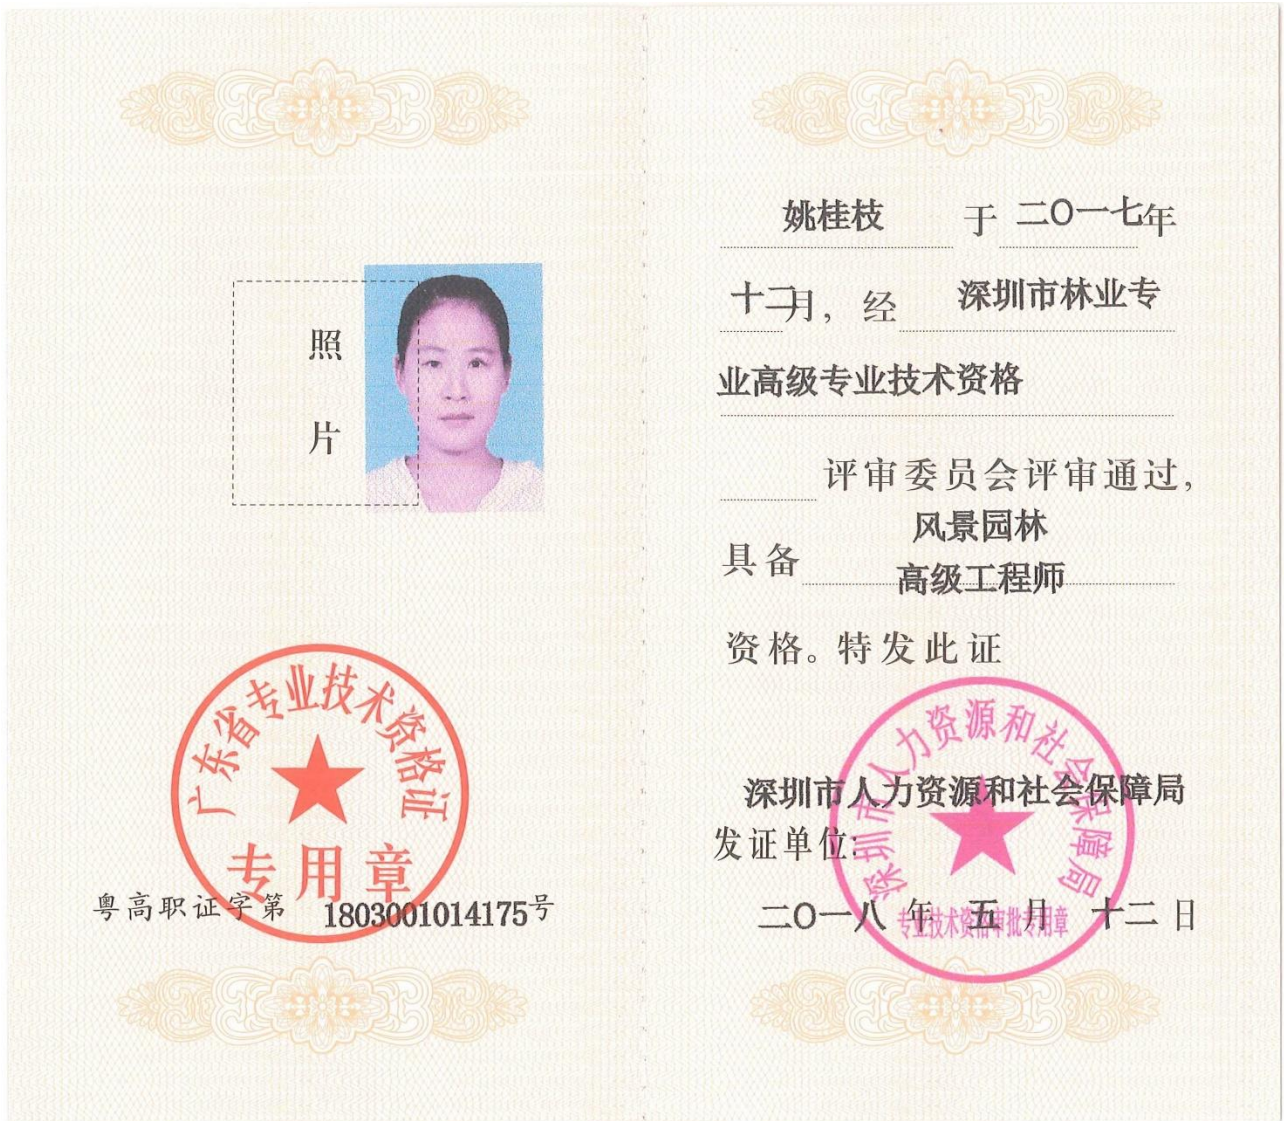 照
片
广东省专业技术资格证
专用章
粤高职证字第 1803001014175号
姚桂枝 于 二〇一七年
十二月，经 深圳市林业专
业高级专业技术资格
评审委员会评审通过,
风景园林
具备
高级工程师
资格。特发此证
深圳市人力资源和社会保障局
深圳市人力资源和社会保障局
发证单位:
二〇一八 年 五 月 十二 日
专业技术资格审批专用章